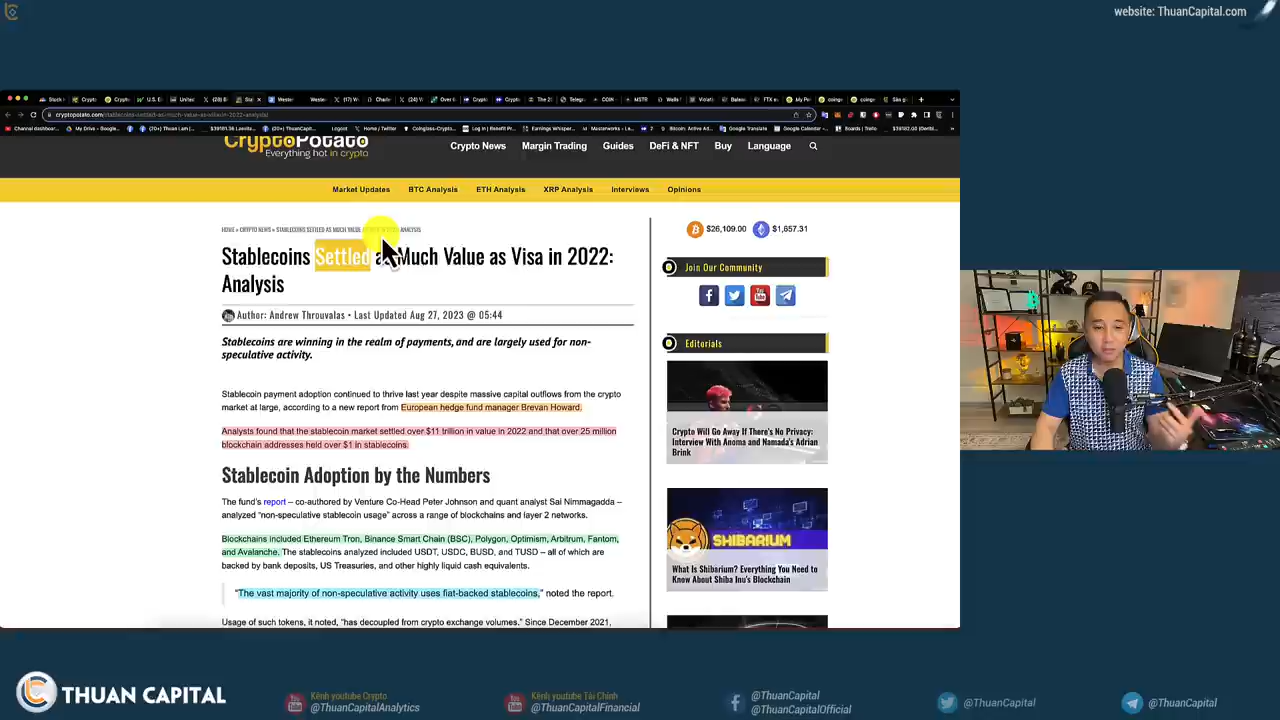 website: ThuanCapital.com
CryptoPotato
Everything hot in crypto
Crypto News Margin Trading Guides DeFi & NFT Buy Language
Market Updates BTC Analysis ETH Analysis XRP Analysis Interviews Opinions
Stablecoins Settled as Much Value as Visa in 2022:
Analysis
Author: Andrew Throuvalas • Last Updated Aug 27, 2023 @ 05:44
Stablecoins are winning in the realm of payments, and are largely used for non-
speculative activity.
Stablecoin payment adoption continued to thrive last year despite massive capital outflows from the crypto
market at large, according to a new report from European hedge fund manager Brevan Howard.
Analysts found that the stablecoin market settled over $11 trillion in value in 2022 and that over 25 million
blockchain addresses held over $1 in stablecoins.
Stablecoin Adoption by the Numbers
The fund's report – co-authored by Venture Co-Head Peter Johnson and quant analyst Sai Nimmagadda –
analyzed "non-speculative stablecoin usage" across a range of blockchains and layer 2 networks.
Blockchains included Ethereum Tron, Binance Smart Chain (BSC), Polygon, Optimism, Arbitrum, Fantom,
and Avalanche. The stablecoins analyzed included USDT, USDC, BUSD, and TUSD – all of which are
backed by bank deposits, US Treasuries, and other highly liquid cash equivalents.
"The vast majority of non-speculative activity uses fiat-backed stablecoins," noted the report.
Usage of such tokens, it noted, "has decoupled from crypto exchange volumes." Since December 2021,
$26,109.00 $1,657.31
Join Our Community
Editorials
Crypto Will Go Away If There's No Privacy:
Interview With Anoma and Namada's Adrian
Brink
SHIBARIUM
What Is Shibarium? Everything You Need to
Know About Shiba Inu's Blockchain
THUAN CAPITAL
Kênh youtube Crypto
@ThuanCapitalAnalytics
Kênh youtube Tài Chính
@ThuanCapitalFinancial
@ThuanCapital
@ThuanCapitalOfficial
@ThuanCapital
@ThuanCapital